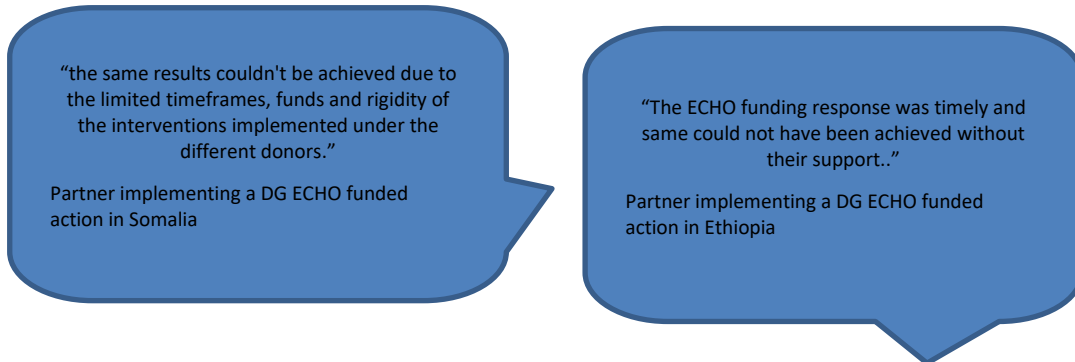 “the same results couldn't be achieved due to
the limited timeframes, funds and rigidity of
the interventions implemented under the
different donors.”
Partner implementing a DG ECHO funded
action in Somalia
“The ECHO funding response was timely and
same could not have been achieved without
their support..”
Partner implementing a DG ECHO funded
action in Ethiopia